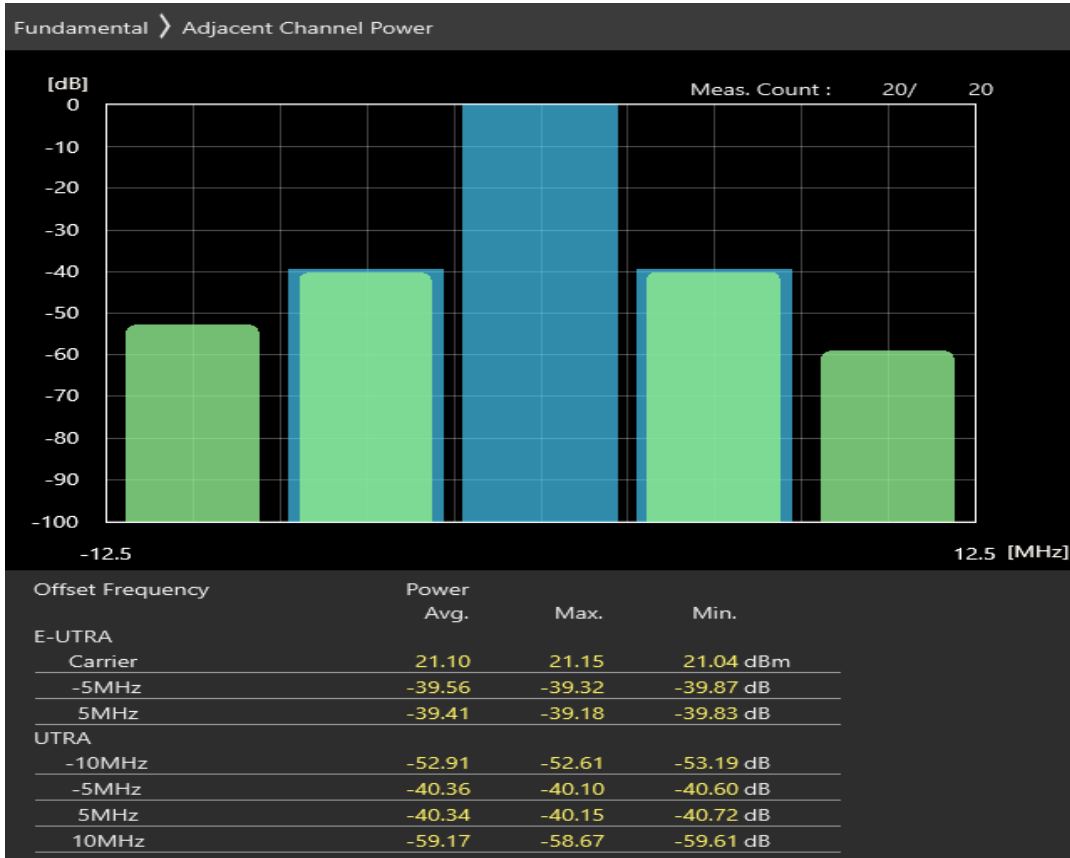 Fundamental 〉 Adjacent Channel Power
[dB]
Meas. Count : 20/ 20
0
-10
-20
-30
-40
-50
-60
-70
-80
-90
-100
-12.5 12.5 [MHz]
Offset Frequency Power
Avg. Max. Min.
E-UTRA
Carrier 21.10 21.15 21.04 dBm
-5MHz -39.56 -39.32 -39.87 dB
5MHz -39.41 -39.18 -39.83 dB
UTRA
-10MHz -52.91 -52.61 -53.19 dB
-5MHz -40.36 -40.10 -40.60 dB
5MHz -40.34 -40.15 -40.72 dB
10MHz -59.17 -58.67 -59.61 dB